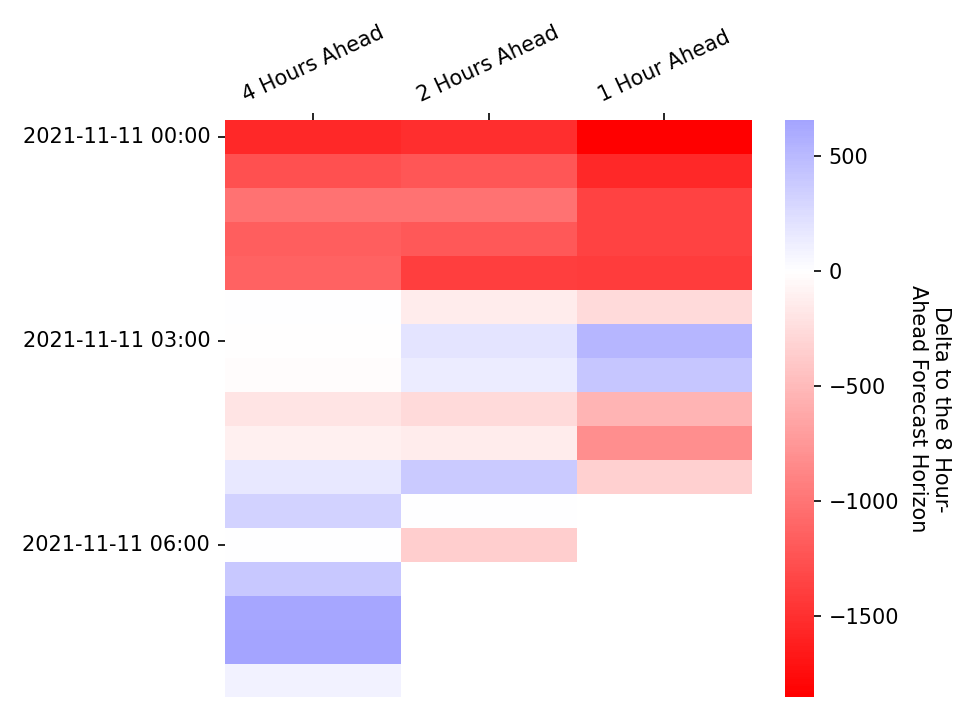 4 Hours Ahead
2 Hours Ahead
1 Hour Ahead
2021-11-11 00:00
2021-11-11 03:00
2021-11-11 06:00
500
0
−500
−1000
−1500
Delta to the 8 Hour-
Ahead Forecast Horizon